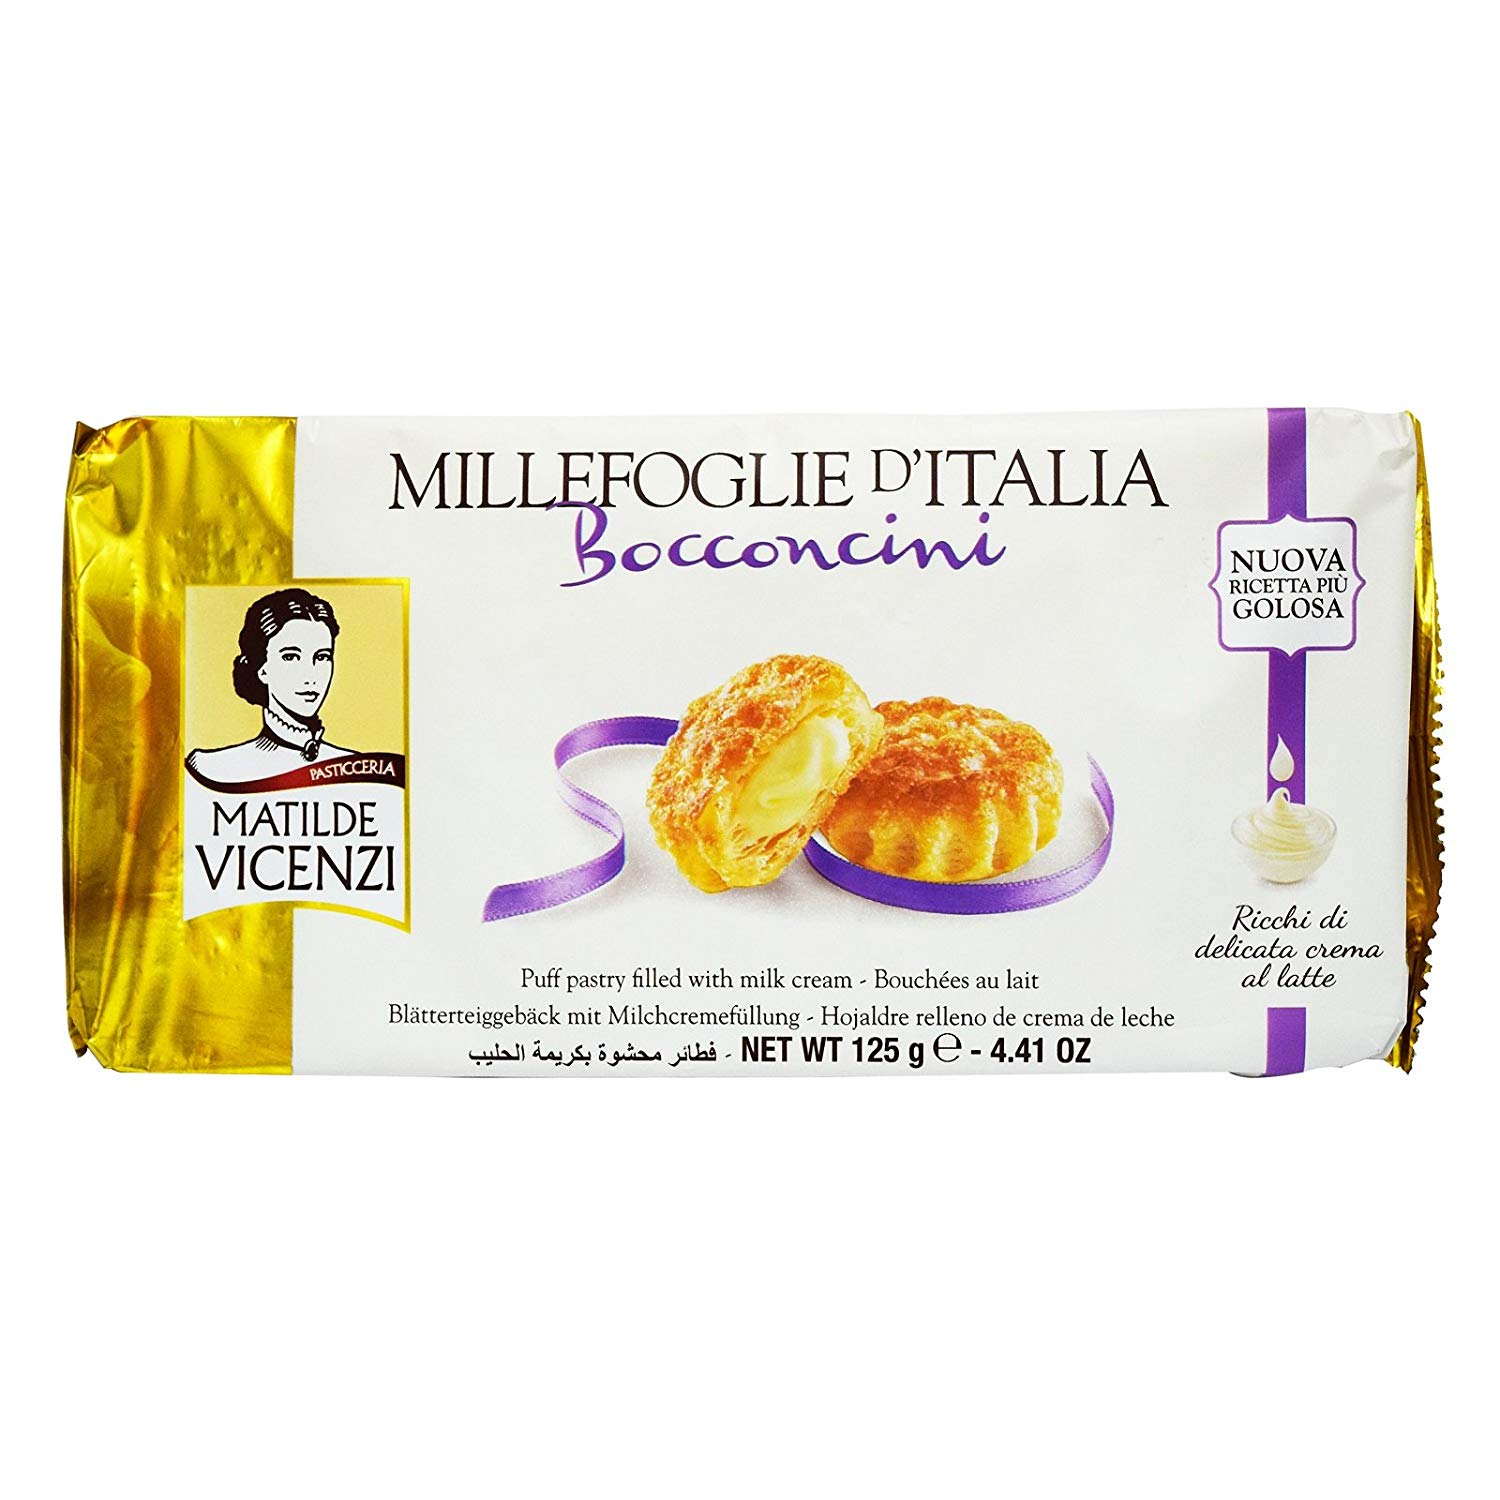 MILLEFOGLIE D'ITALIA
Bocconcini
NUOVA
RICETTA PIÙ
GOLOSA
PASTICCERIA
MATILDE
VICENZI
Ricchi di
delicata crema
al latte
Puff pastry filled with milk cream - Bouchées au lait
Blätterteiggebäck mit Milchcremefüllung - Hojaldre relleno de crema de leche
فطائر محشوة بكريمة الحليب - NET WT 125 g ℮ - 4.41 OZ